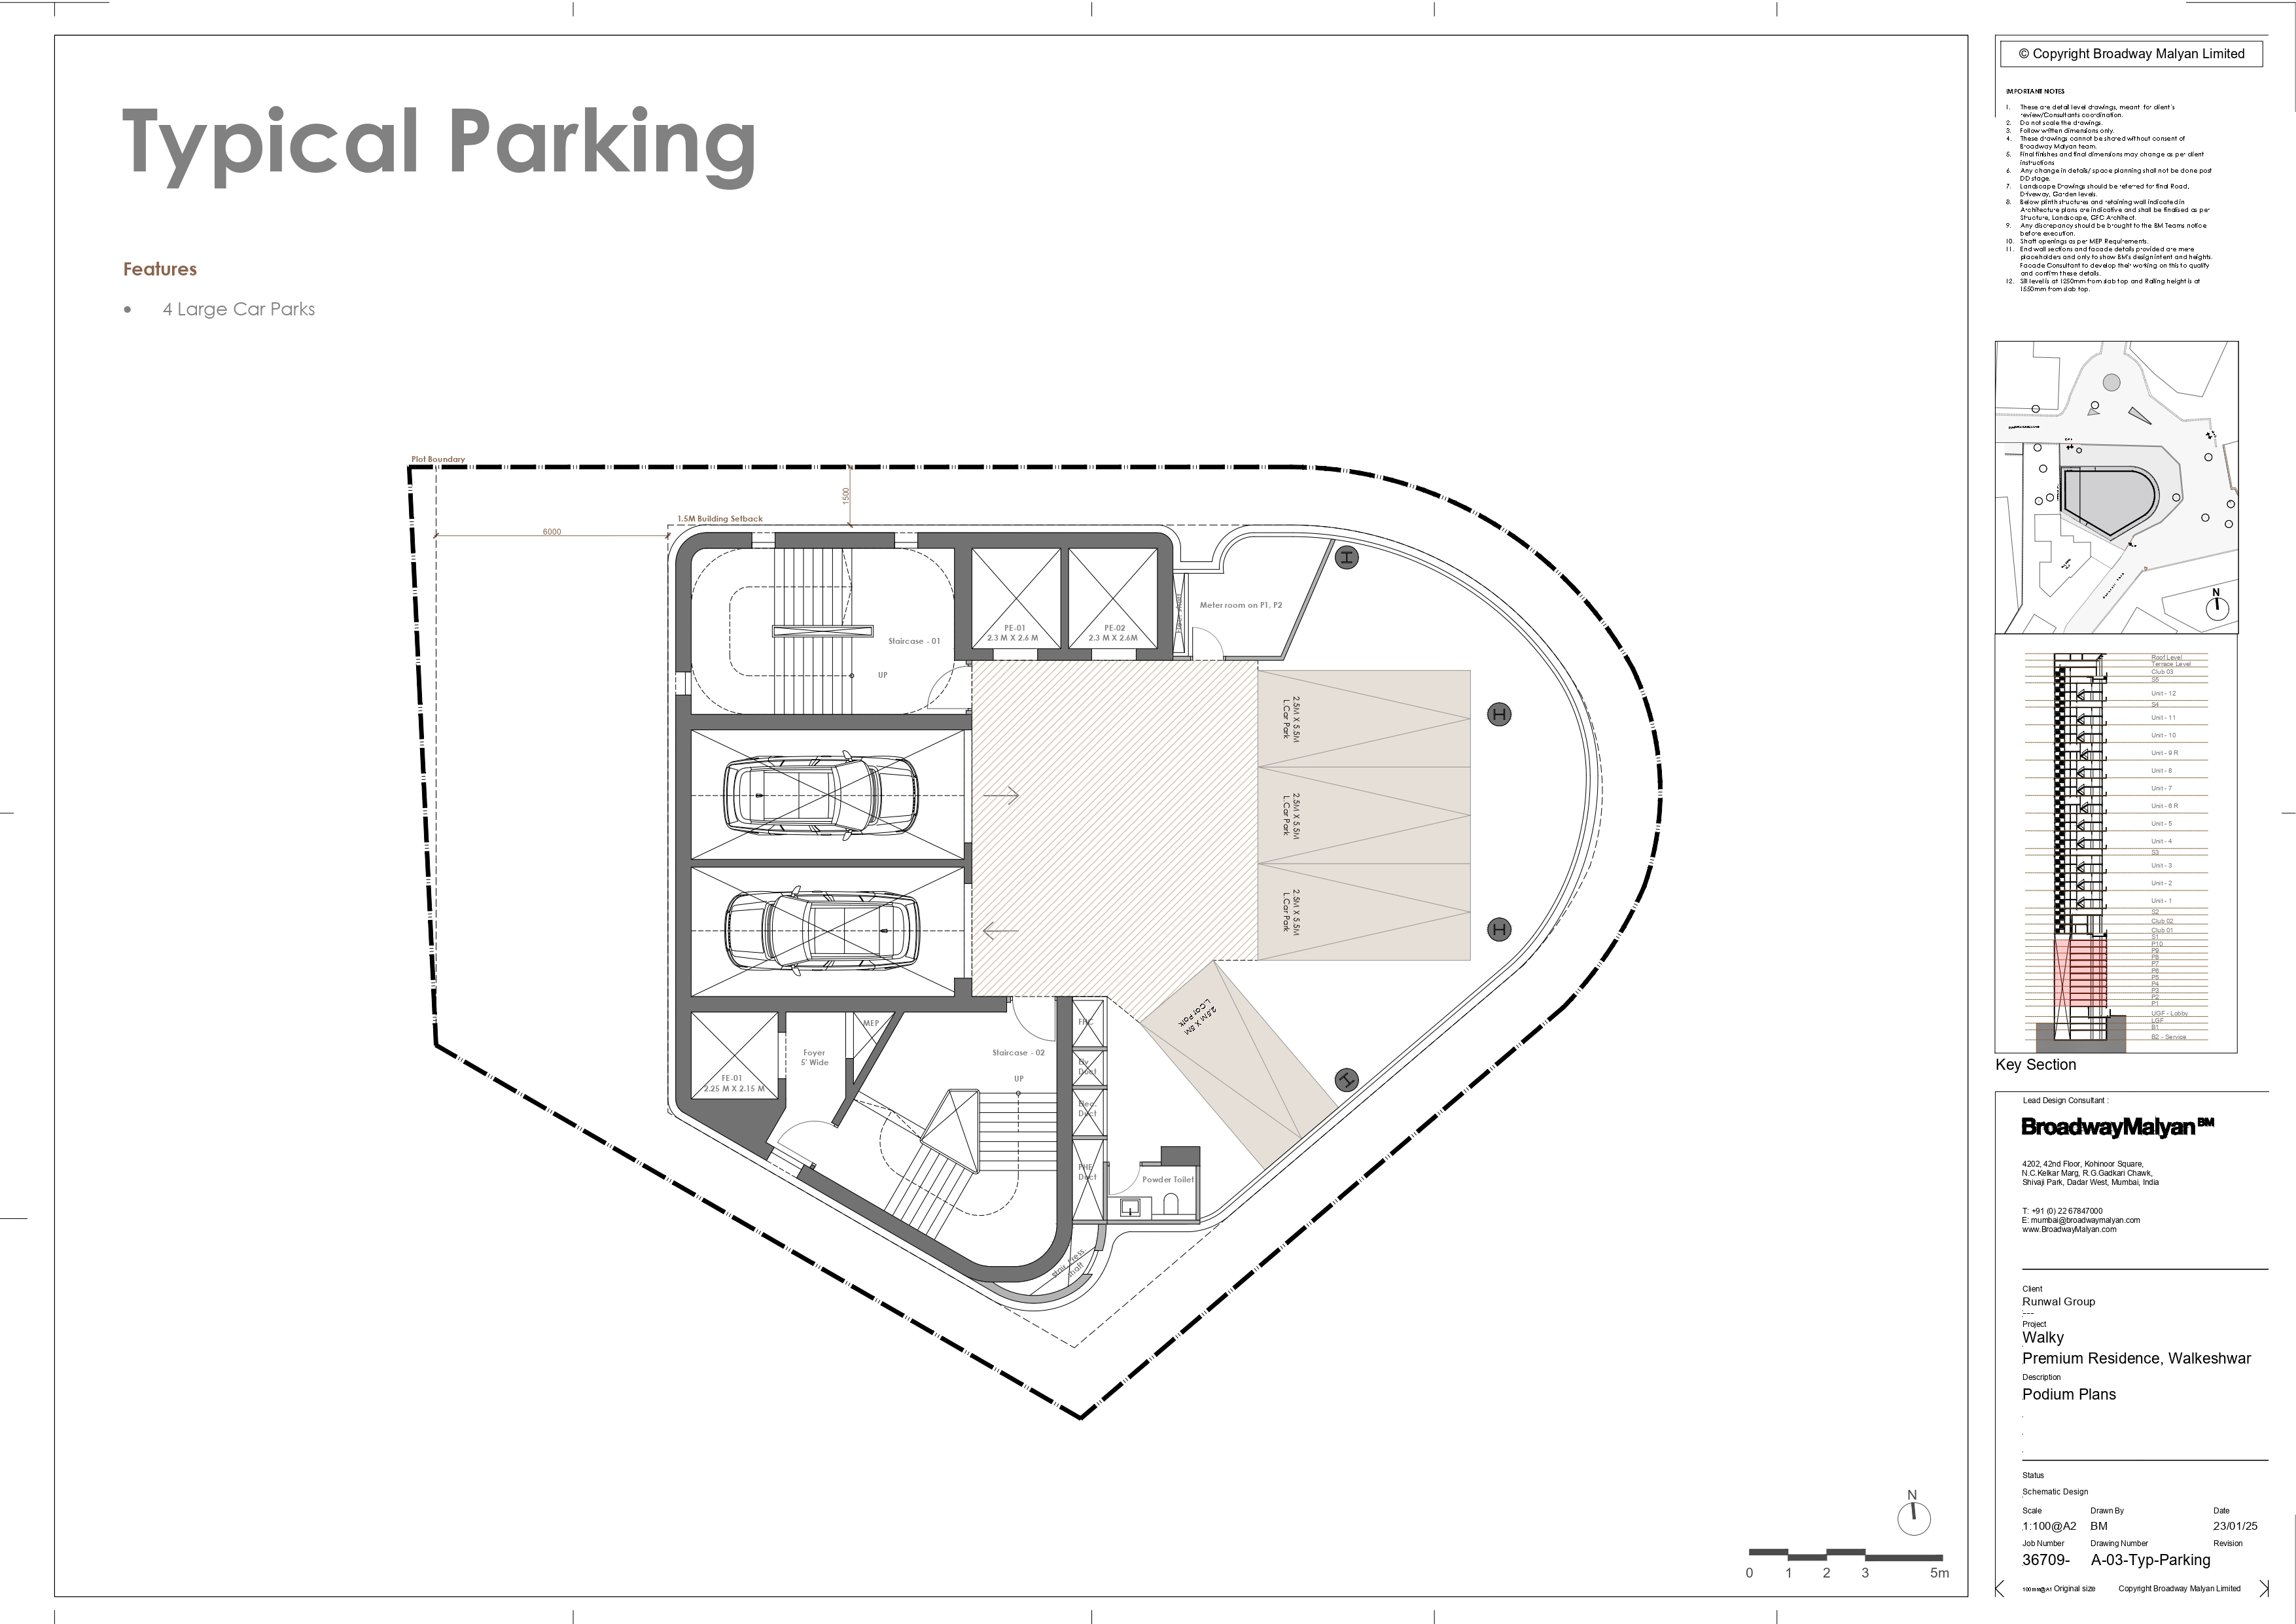 Typical Parking
Features
• 4 Large Car Parks
Plot Boundary
1.5M Building Setback
1500
6000
PE-01
2.3 M X 2.6 M
PE-02
2.3 M X 2.6M
Meter room on P1, P2
Staircase - 01
UP
2.5M X 5.5M
L.Car Park
2.5M X 5.5M
L.Car Park
2.5M X 5.5M
L.Car Park
2.5M X 5M
L.Car Park
MEP
Foyer
5' Wide
FE-01
2.25 M X 2.15 M
Staircase - 02
UP
Duct
Elec.
Duct
PHE
Duct
Powder Toilet
Shaft
N
0 1 2 3 5m
© Copyright Broadway Malyan Limited
IMPORTANT NOTES
1. These are detail level drawings, meant for client's
review/Consultants coordination.
2. Do not scale the drawings.
3. Follow written dimensions only.
4. These drawings cannot be shared without consent of
Broadway Malyan team.
5. Final finishes and final dimensions may change as per client
instructions
6. Any change in details/ space planning shall not be done post
DD stage.
7. Landscape Drawings should be referred for final Road,
Driveway, Garden levels.
8. Below plinth structures and retaining wall indicated in
Architecture plans are indicative and shall be finalised as per
Structure, Landscape, GFC Architect.
9. Any discrepancy should be brought to the BM Teams notice
before execution.
10. Shaft openings as per MEP Requirements.
11. End wall sections and facade details provided are mere
placeholders and only to show BM's design intent and heights.
Facade Consultant to develop their working on this to qualify
and confirm these details.
12. Sill level is at 1250mm from slab top and Railing height is at
1550mm from slab top.
N
Roof Level
Terrace Level
Club 03
S5
Unit - 12
S4
Unit - 11
Unit - 10
Unit - 9 R
Unit - 8
Unit - 7
Unit - 6 R
Unit - 5
Unit - 4
S3
Unit - 3
Unit - 2
Unit - 1
S2
Club 02
Club 01
S1
P10
P9
P8
P7
P6
P5
P4
P3
P2
P1
UGF - Lobby
LGF
B1
B2 - Service
Key Section
Lead Design Consultant :
BroadwayMalyan BM
4202, 42nd Floor, Kohinoor Square,
N.C.Kelkar Marg, R.G.Gadkari Chawk,
Shivaji Park, Dadar West, Mumbai, India
T: +91 (0) 22 67847000
E: mumbai@broadwaymalyan.com
www.BroadwayMalyan.com
Client
Runwal Group
---
Project
Walky
Premium Residence, Walkeshwar
Description
Podium Plans
Status
Schematic Design
Scale Drawn By Date
1:100@A2 BM 23/01/25
Job Number Drawing Number Revision
36709- A-03-Typ-Parking
100mm@A1 Original size Copyright Broadway Malyan Limited